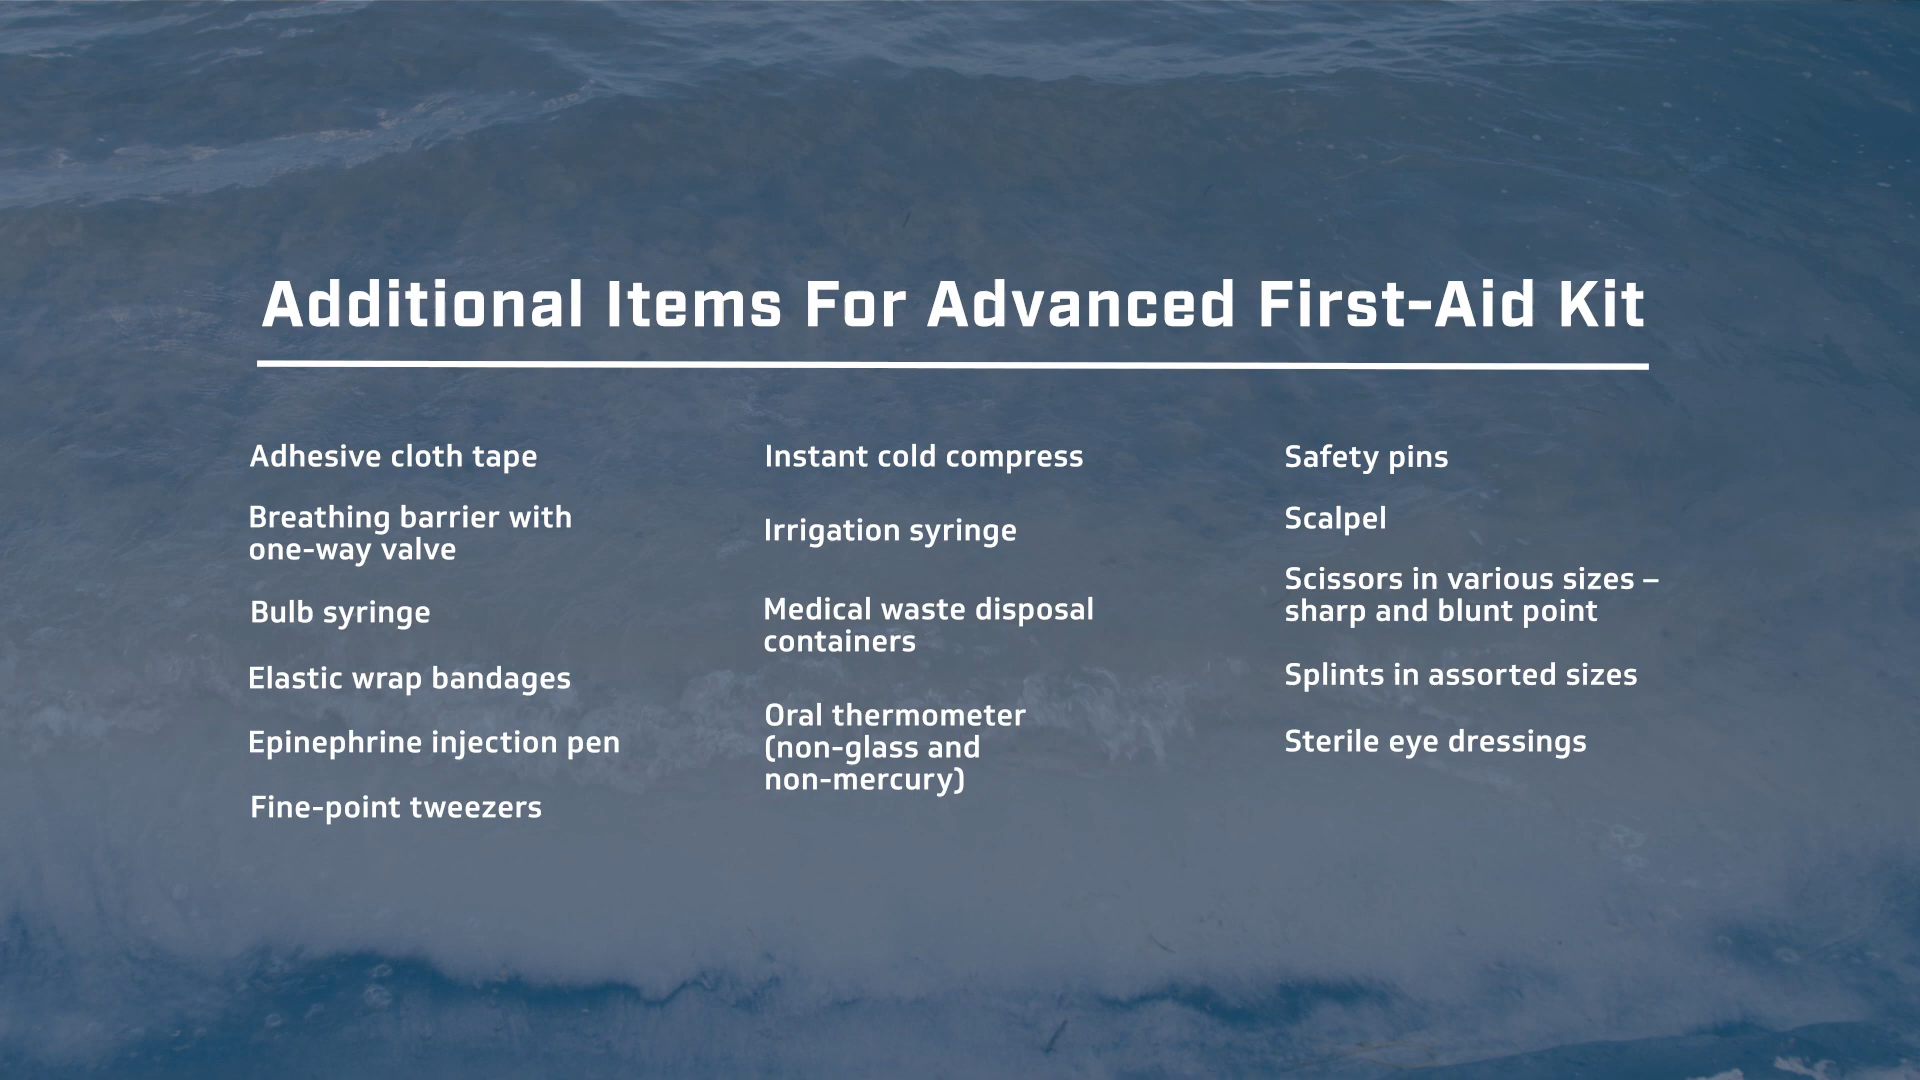 Additional Items For Advanced First-Aid Kit
Adhesive cloth tape
Breathing barrier with
one-way valve
Bulb syringe
Elastic wrap bandages
Epinephrine injection pen
Fine-point tweezers
Instant cold compress
Irrigation syringe
Medical waste disposal
containers
Oral thermometer
(non-glass and
non-mercury)
Safety pins
Scalpel
Scissors in various sizes –
sharp and blunt point
Splints in assorted sizes
Sterile eye dressings